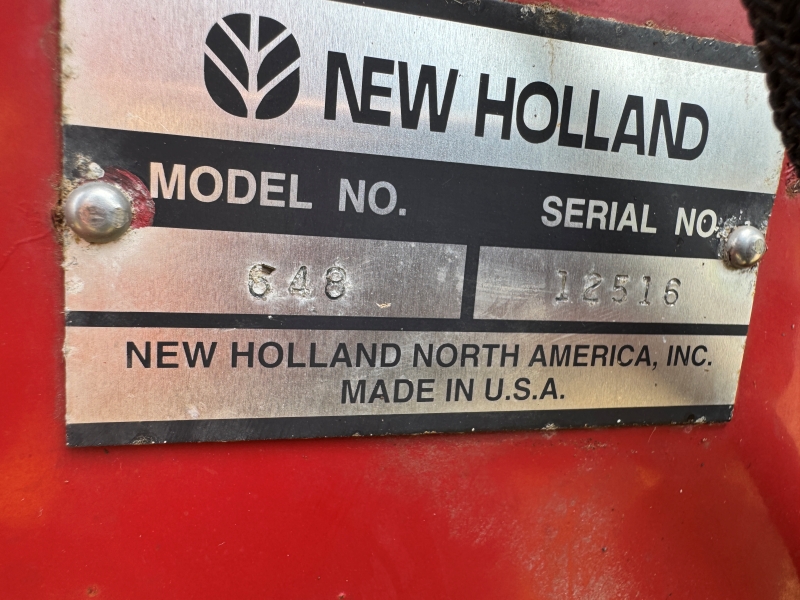 NEW HOLLAND
MODEL NO. SERIAL NO.
648 12516
NEW HOLLAND NORTH AMERICA, INC.
MADE IN U.S.A.